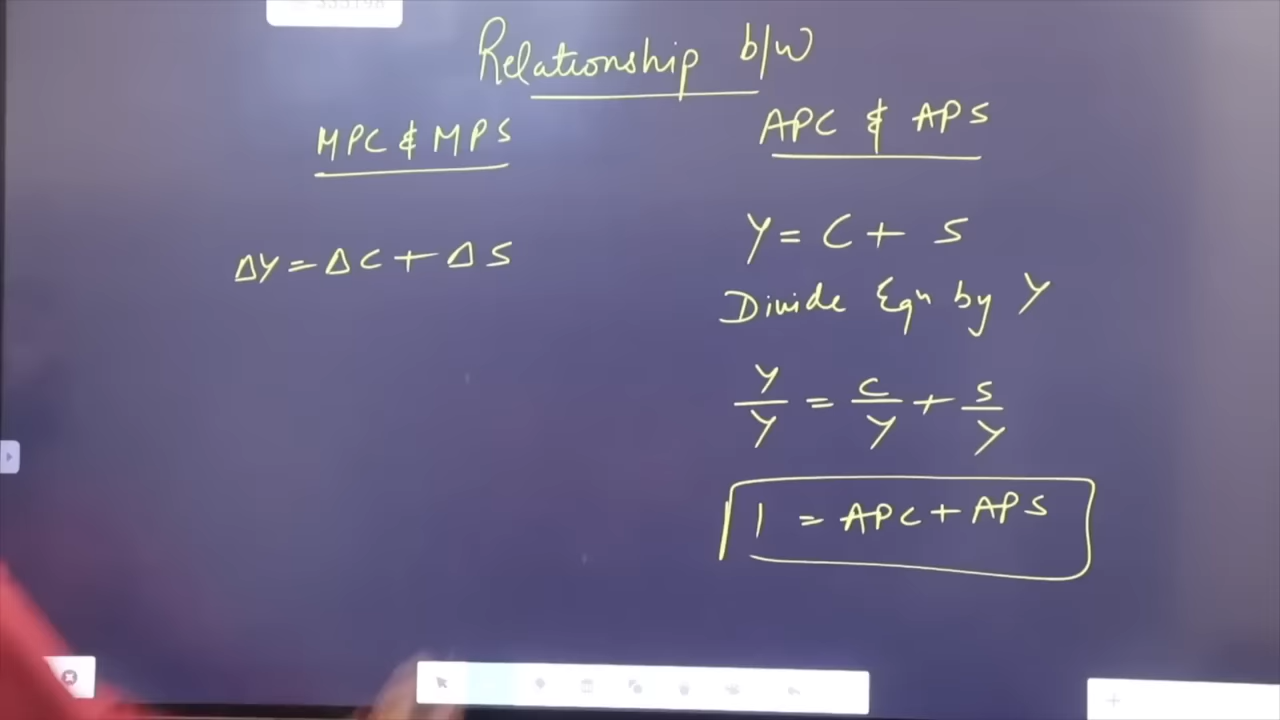 Relationship b/w
MPC & MPS
ΔY = ΔC + ΔS
APC & APS
Y = C + S
Divide Eqn by Y
Y/Y = C/Y + S/Y
1 = APC + APS